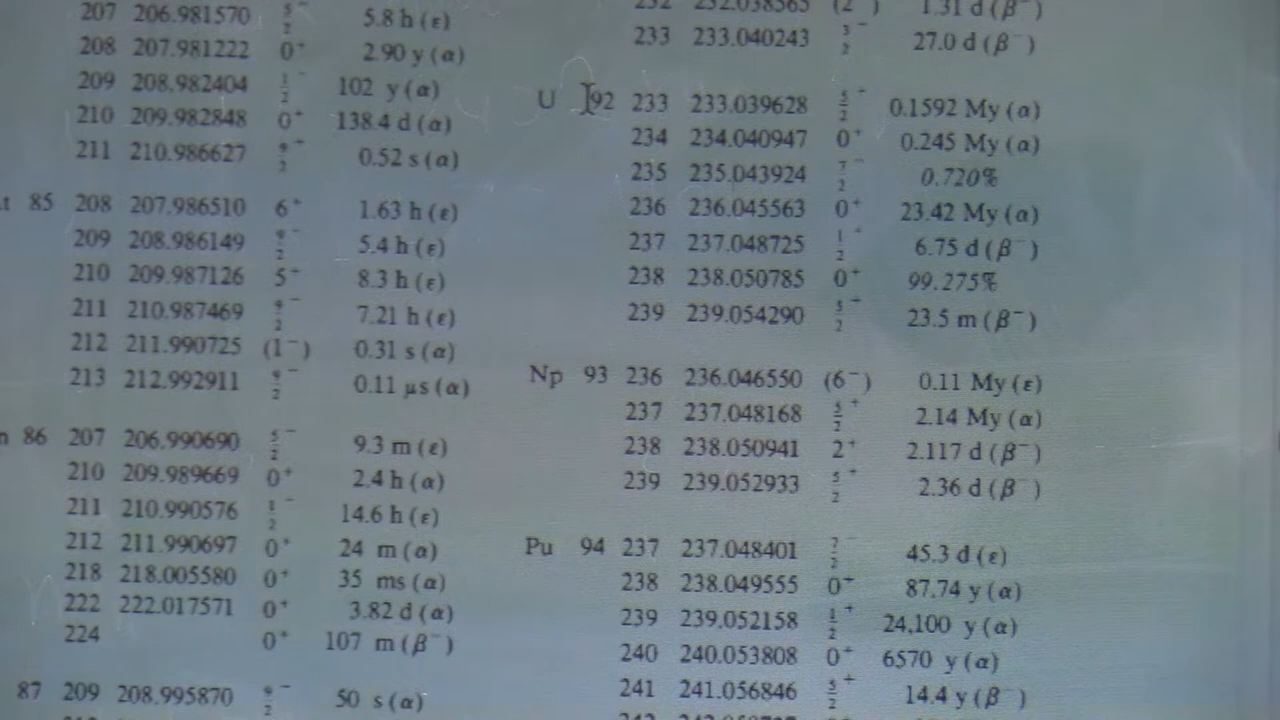 207 206.981570 5/2⁻ 5.8 h (ε)
208 207.981222 0⁺ 2.90 y (α)
209 208.982404 1/2⁻ 102 y (α)
210 209.982848 0⁺ 138.4 d (α)
211 210.986627 9/2⁺ 0.52 s (α)
85 208 207.986510 6⁺ 1.63 h (ε)
209 208.986149 9/2⁻ 5.4 h (ε)
210 209.987126 5⁺ 8.3 h (ε)
211 210.987469 9/2⁻ 7.21 h (ε)
212 211.990725 (1⁻) 0.31 s (α)
213 212.992911 9/2⁻ 0.11 μs (α)
86 207 206.990690 5/2⁻ 9.3 m (ε)
210 209.989669 0⁺ 2.4 h (α)
211 210.990576 1/2⁻ 14.6 h (ε)
212 211.990697 0⁺ 24 m (α)
218 218.005580 0⁺ 35 ms (α)
222 222.017571 0⁺ 3.82 d (α)
224 0⁺ 107 m (β⁻)
87 209 208.995870 9/2⁻ 50 s (α)
232 232.038565 (2⁻) 1.31 d (β⁻)
233 233.040243 3/2⁻ 27.0 d (β⁻)
U 92 233 233.039628 5/2⁺ 0.1592 My (α)
234 234.040947 0⁺ 0.245 My (α)
235 235.043924 7/2⁻ 0.720%
236 236.045563 0⁺ 23.42 My (α)
237 237.048725 1/2⁺ 6.75 d (β⁻)
238 238.050785 0⁺ 99.275%
239 239.054290 5/2⁺ 23.5 m (β⁻)
Np 93 236 236.046550 (6⁻) 0.11 My (ε)
237 237.048168 5/2⁺ 2.14 My (α)
238 238.050941 2⁺ 2.117 d (β⁻)
239 239.052933 5/2⁺ 2.36 d (β⁻)
Pu 94 237 237.048401 7/2⁻ 45.3 d (ε)
238 238.049555 0⁺ 87.74 y (α)
239 239.052158 1/2⁺ 24,100 y (α)
240 240.053808 0⁺ 6570 y (α)
241 241.056846 5/2⁺ 14.4 y (β⁻)